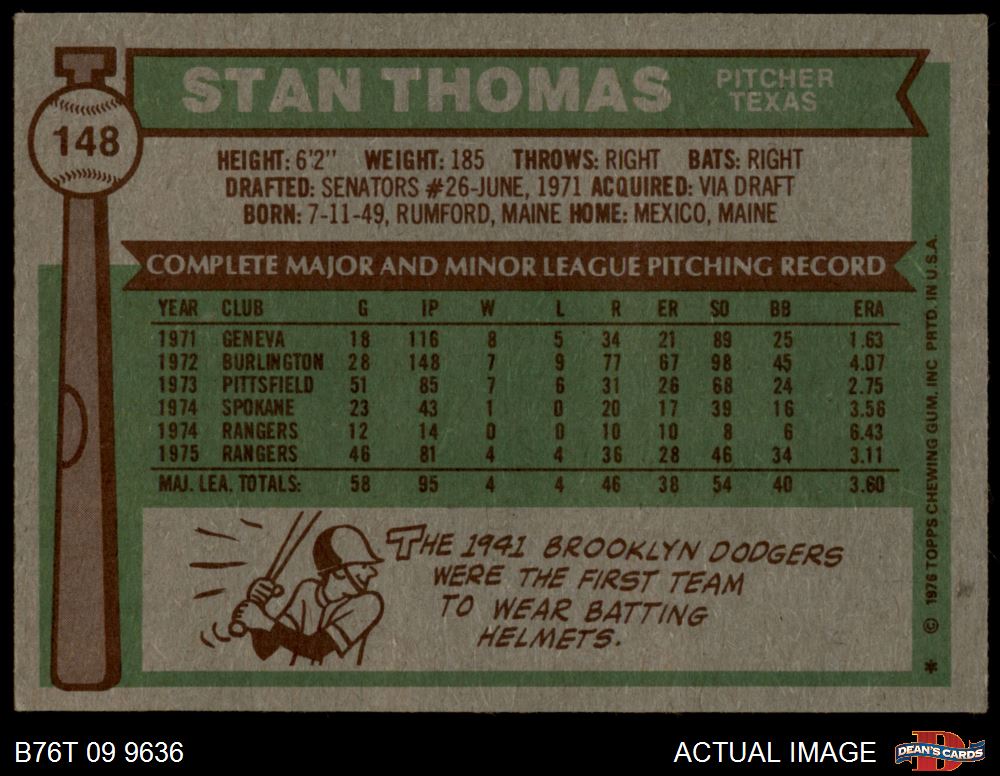 STAN THOMAS
PITCHER
TEXAS
148
HEIGHT: 6'2" WEIGHT: 185 THROWS: RIGHT BATS: RIGHT
DRAFTED: SENATORS #26-JUNE, 1971 ACQUIRED: VIA DRAFT
BORN: 7-11-49, RUMFORD, MAINE HOME: MEXICO, MAINE
COMPLETE MAJOR AND MINOR LEAGUE PITCHING RECORD
YEAR CLUB G IP W L R ER SO BB ERA
1971 GENEVA 18 116 8 5 34 21 89 25 1.63
1972 BURLINGTON 28 148 7 9 77 67 98 45 4.07
1973 PITTSFIELD 51 85 7 6 31 26 68 24 2.75
1974 SPOKANE 23 43 1 0 20 17 39 16 3.56
1974 RANGERS 12 14 0 0 10 10 8 6 6.43
1975 RANGERS 46 81 4 4 36 28 46 34 3.11
MAJ. LEA. TOTALS: 58 95 4 4 46 38 54 40 3.60
THE 1941 BROOKLYN DODGERS
WERE THE FIRST TEAM
TO WEAR BATTING
HELMETS.
* © 1976 TOPPS CHEWING GUM, INC. PRTD. IN U.S.A.
B76T 09 9636
ACTUAL IMAGE
DEAN'S CARDS